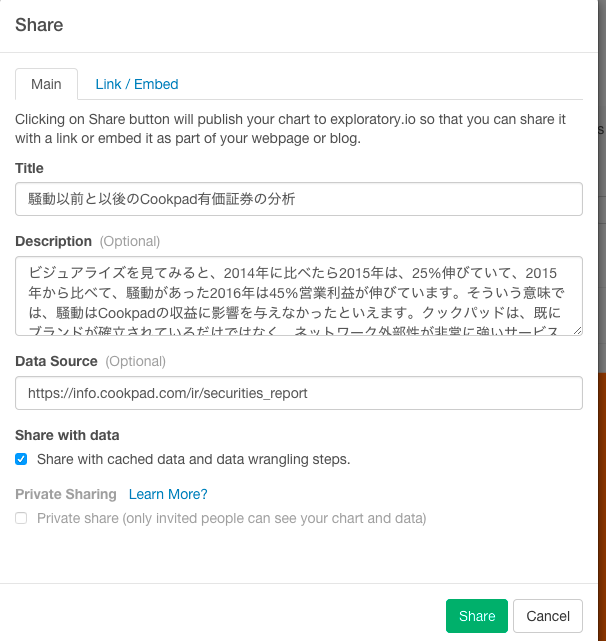 Share
Main
Link / Embed
Clicking on Share button will publish your chart to exploratory.io so that you can share it
with a link or embed it as part of your webpage or blog.
Title
騒動以前と以後のCookpad有価証券の分析
Description (Optional)
ビジュアライズを見てみると、2014年に比べたら2015年は、25%伸びていて、2015
年から比べて、騒動があった2016年は45%営業利益が伸びています。そういう意味で
は、騒動はCookpadの収益に影響を与えなかったといえます。クックパッドは、既に
ブランドが確立されているだけではなく、ネットワーク外部性が非常に強いサービス
Data Source (Optional)
https://info.cookpad.com/ir/securities_report
Share with data
Share with cached data and data wrangling steps.
Private Sharing Learn More?
Private share (only invited people can see your chart and data)
Share
Cancel